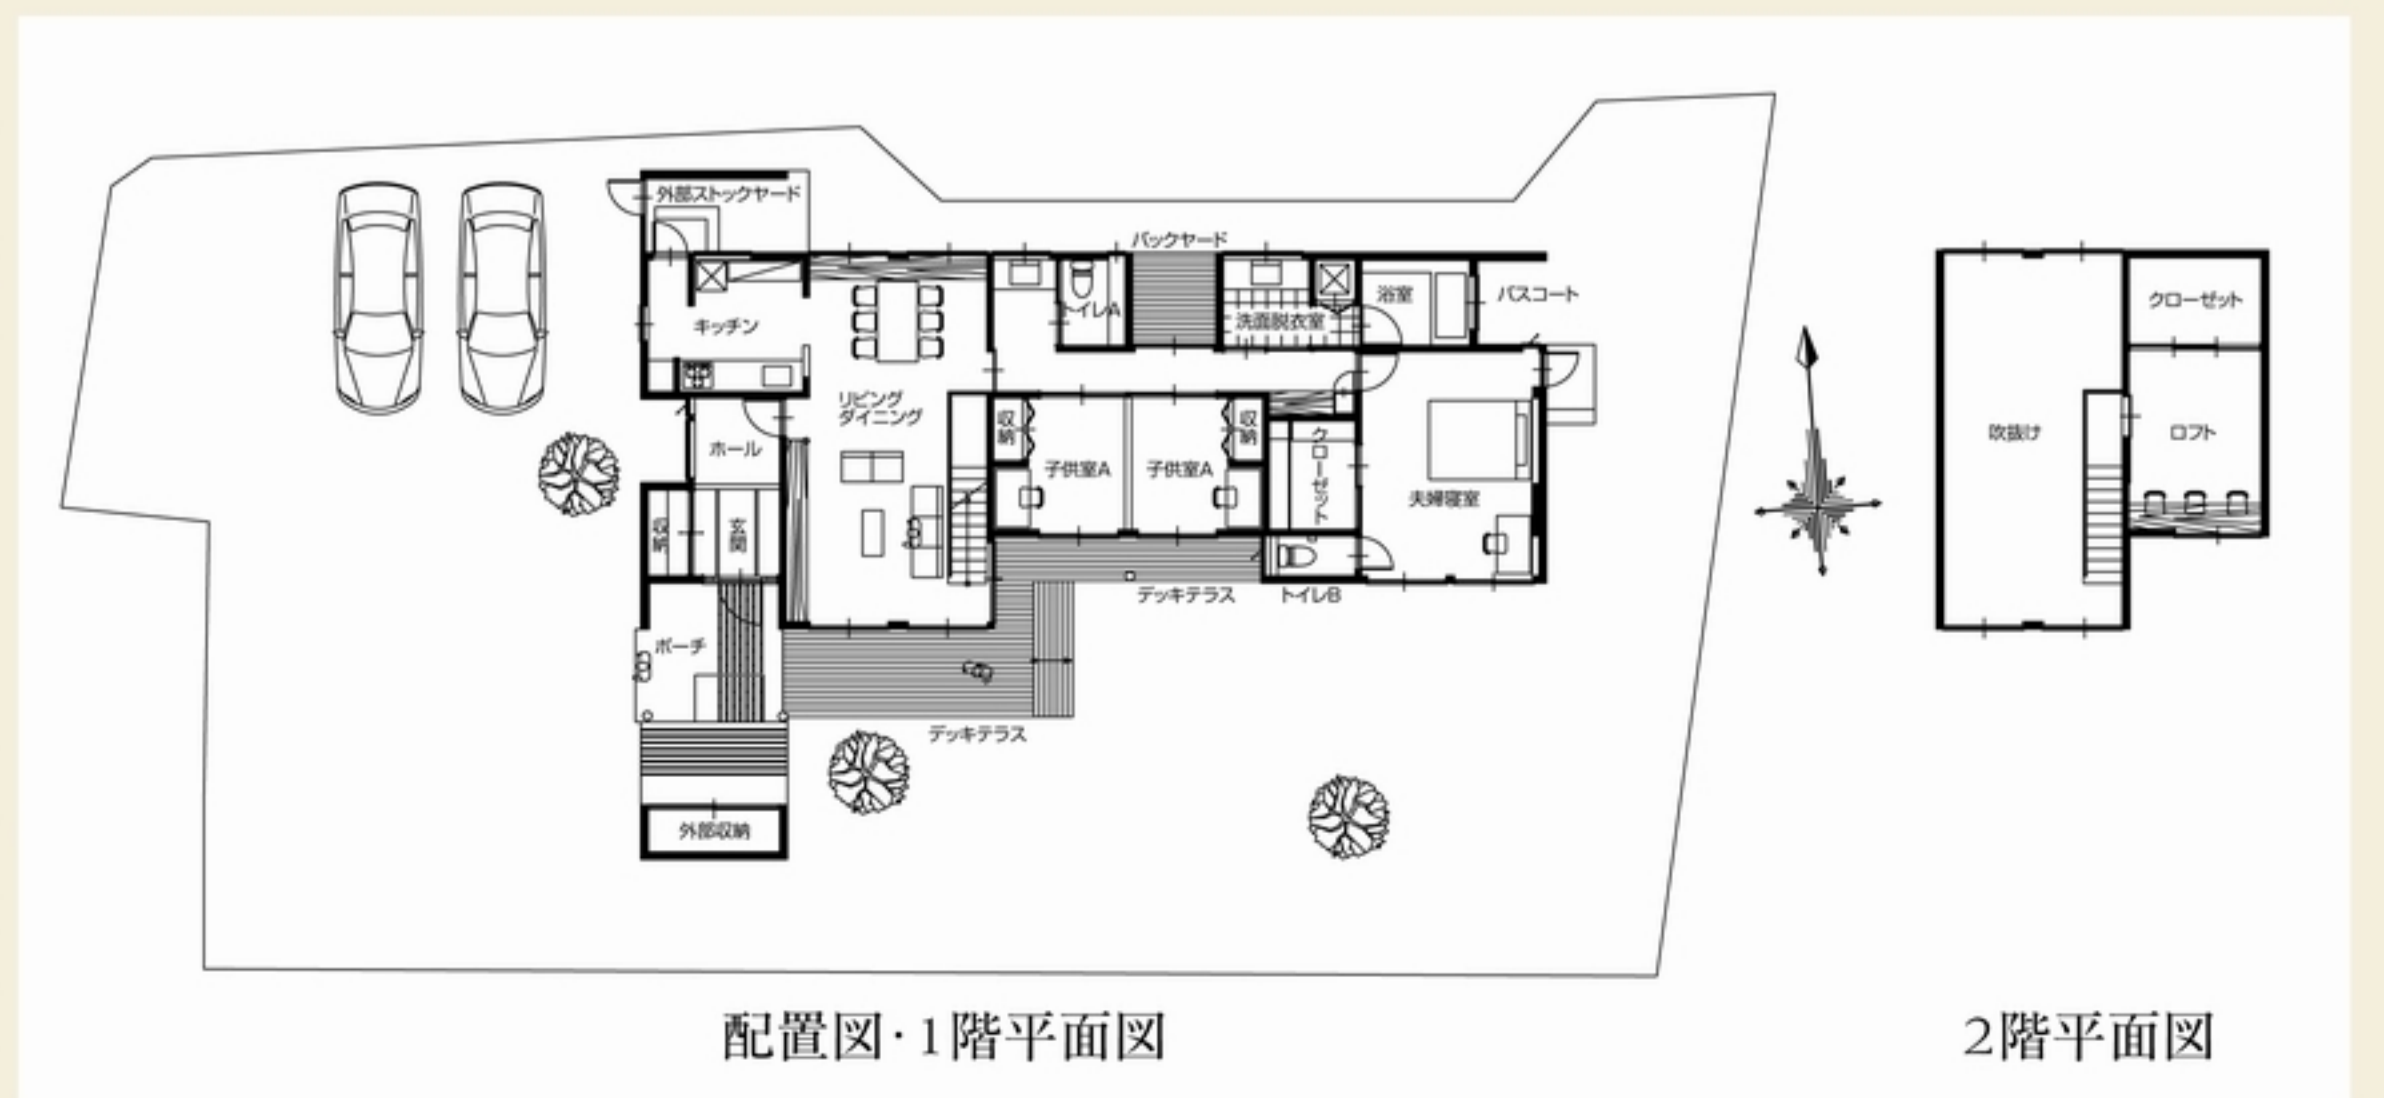 外部ストックヤード
バックヤード
キッチン
トイレA
洗面脱衣室
浴室
バスコート
リビング
ダイニング
ホール
収納
収納
子供室A
子供室A
クローゼット
夫婦寝室
収納
玄関
デッキテラス
トイレB
ポーチ
デッキテラス
外部収納
配置図·1階平面図
クローゼット
吹抜け
ロフト
2階平面図